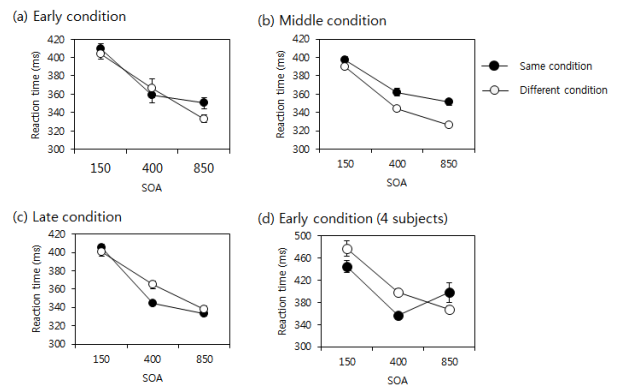 (a) Early condition
420
400
380
360
340
320
300
Reaction time (ms)
150 400 850
SOA
(b) Middle condition
420
400
380
360
340
320
300
Reaction time (ms)
150 400 850
SOA
Same condition
Different condition
(c) Late condition
420
400
380
360
340
320
300
Reaction time (ms)
150 400 850
SOA
(d) Early condition (4 subjects)
500
460
420
380
340
300
Reaction time (ms)
150 400 850
SOA